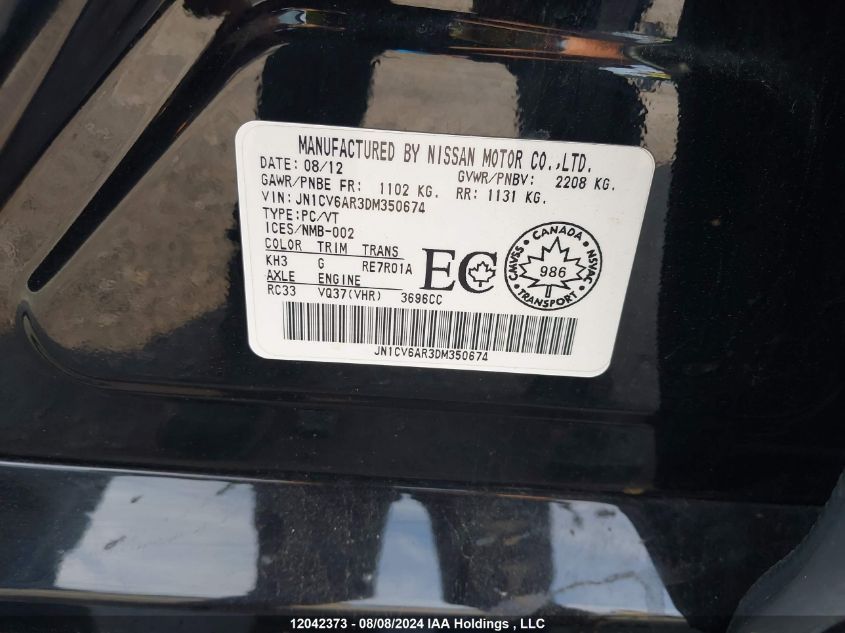 MANUFACTURED BY NISSAN MOTOR CO.,LTD.
DATE: 08/12 GVWR/PNBV: 2208 KG.
GAWR/PNBE FR: 1102 KG. RR: 1131 KG.
VIN: JN1CV6AR3DM350674
TYPE: PC/VT
ICES/NMB-002
COLOR TRIM TRANS
KH3 G RE7R01A
AXLE ENGINE
RC33 VQ37(VHR) 3696CC
EC
CANADA
CMVSS 986 NSVAC
TRANSPORT
JN1CV6AR3DM350674
12042373 - 08/08/2024 IAA Holdings , LLC